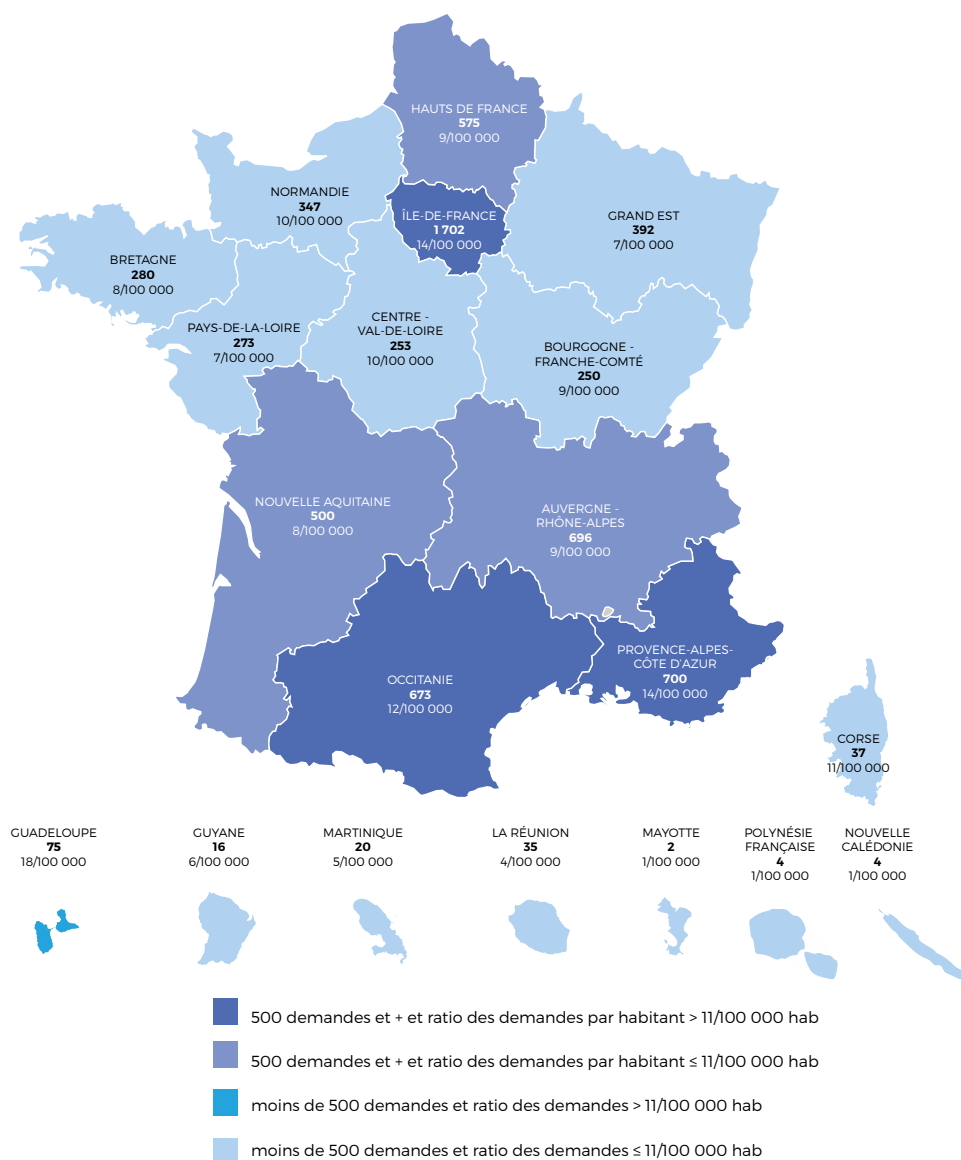 HAUTS DE FRANCE
575
9/100 000
NORMANDIE
347
10/100 000
ÎLE-DE-FRANCE
1 702
14/100 000
GRAND EST
392
7/100 000
BRETAGNE
280
8/100 000
PAYS-DE-LA-LOIRE
273
7/100 000
CENTRE -
VAL-DE-LOIRE
253
10/100 000
BOURGOGNE -
FRANCHE-COMTÉ
250
9/100 000
NOUVELLE AQUITAINE
500
8/100 000
AUVERGNE -
RHÔNE-ALPES
696
9/100 000
OCCITANIE
673
12/100 000
PROVENCE-ALPES-
CÔTE D'AZUR
700
14/100 000
CORSE
37
11/100 000
GUADELOUPE
75
18/100 000
GUYANE
16
6/100 000
MARTINIQUE
20
5/100 000
LA RÉUNION
35
4/100 000
MAYOTTE
2
1/100 000
POLYNÉSIE
FRANÇAISE
4
1/100 000
NOUVELLE
CALÉDONIE
4
1/100 000
500 demandes et + et ratio des demandes par habitant > 11/100 000 hab
500 demandes et + et ratio des demandes par habitant ≤ 11/100 000 hab
moins de 500 demandes et ratio des demandes > 11/100 000 hab
moins de 500 demandes et ratio des demandes ≤ 11/100 000 hab